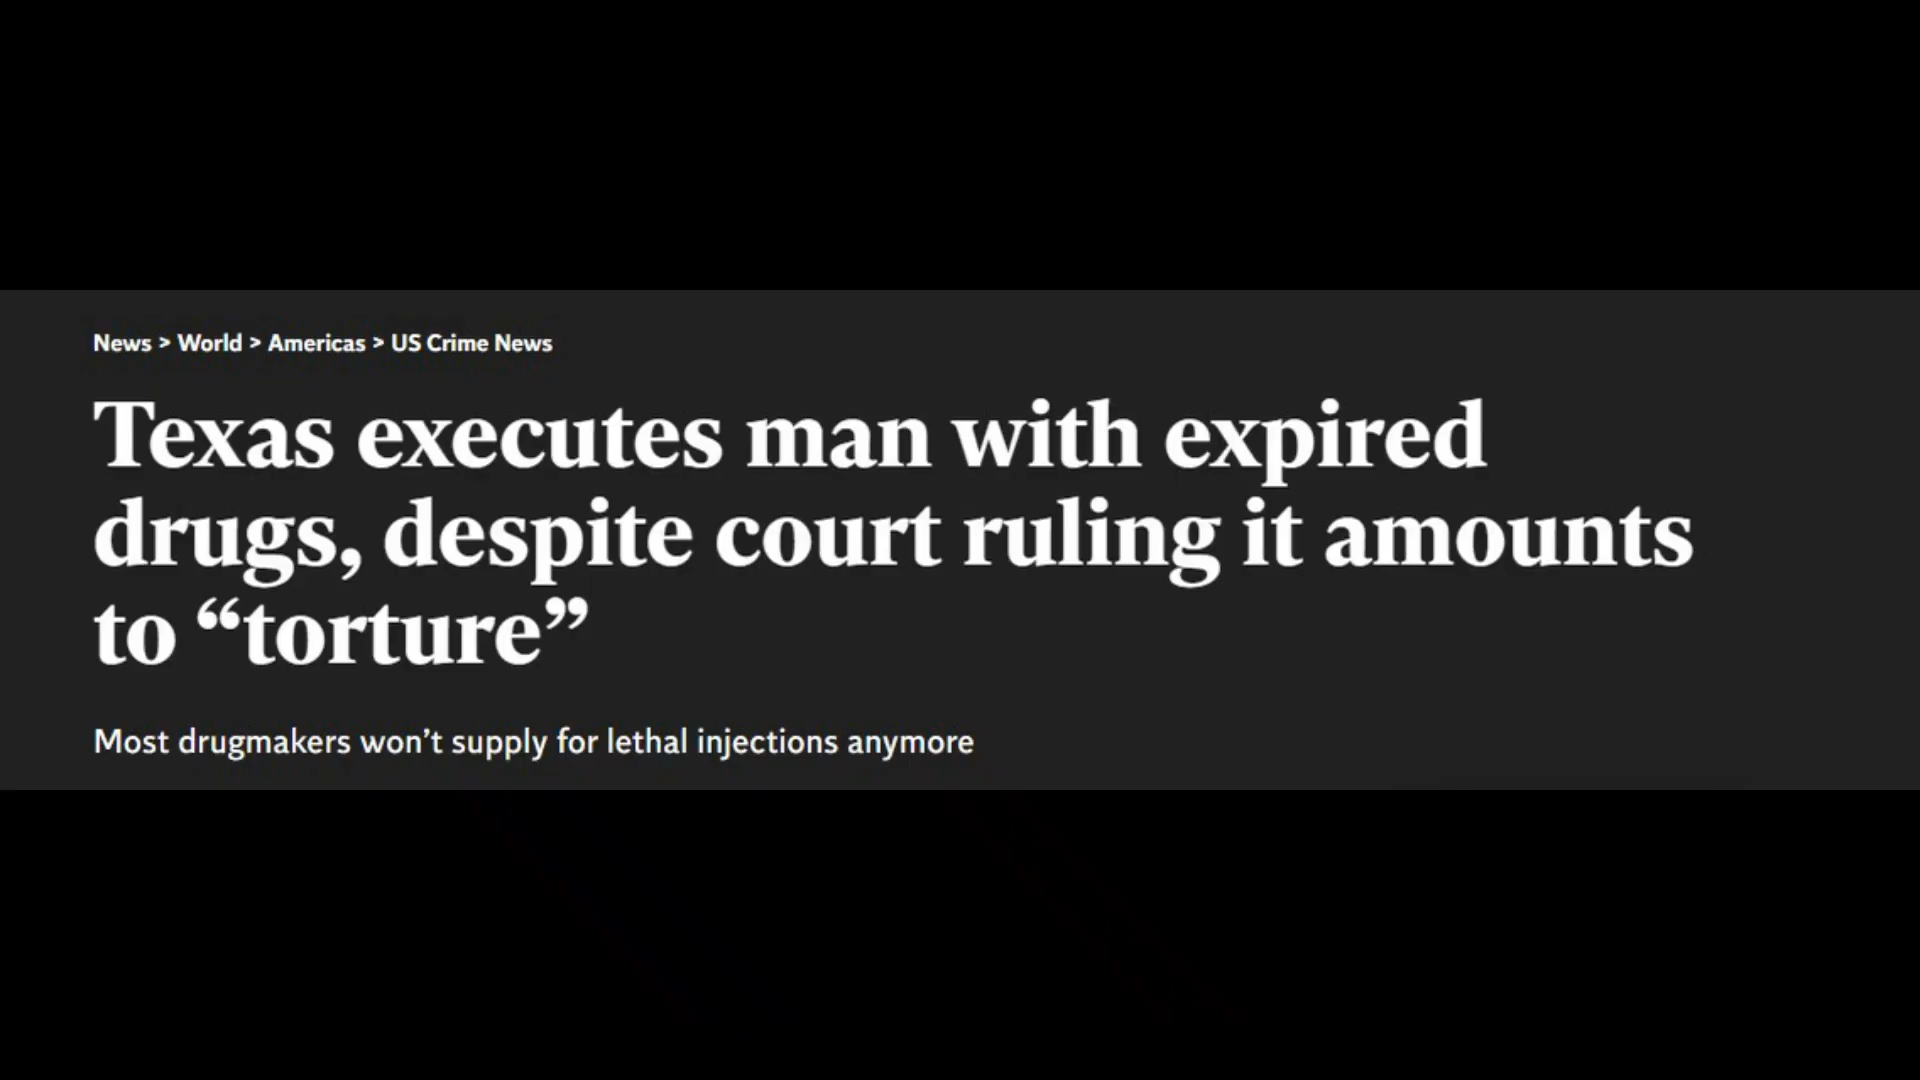 News > World > Americas > US Crime News
Texas executes man with expired
drugs, despite court ruling it amounts
to “torture”
Most drugmakers won’t supply for lethal injections anymore